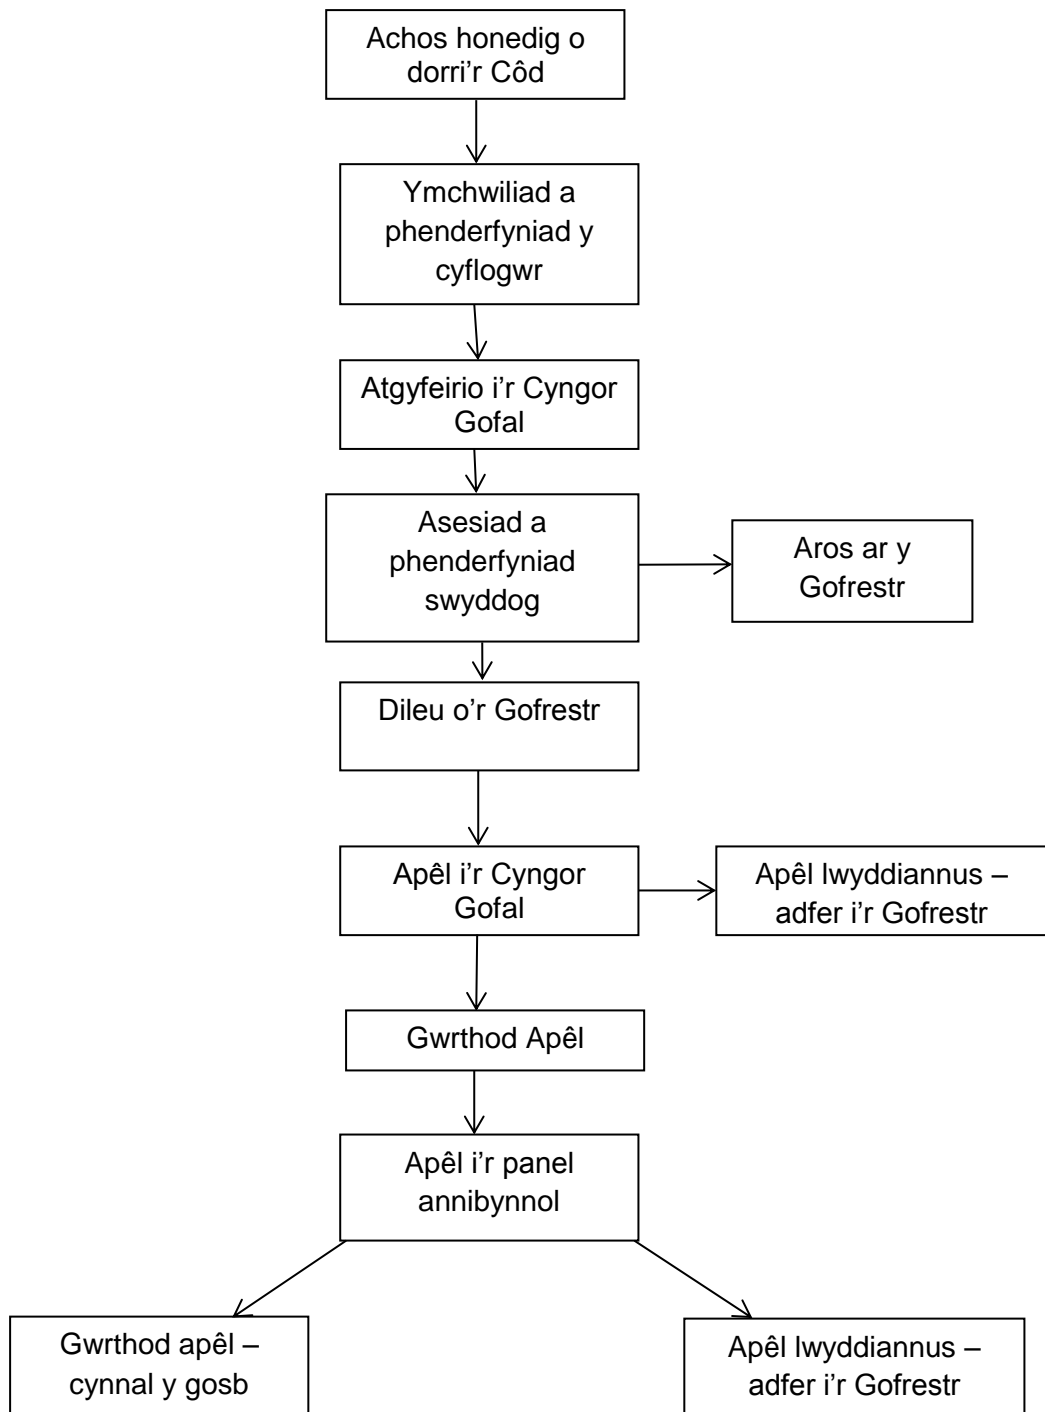 Achos honedig o
dorri’r Côd
Ymchwiliad a
phenderfyniad y
cyflogwr
Atgyfeirio i’r Cyngor
Gofal
Asesiad a
phenderfyniad
swyddog
Aros ar y
Gofrestr
Dileu o’r Gofrestr
Apêl i’r Cyngor
Gofal
Apêl lwyddiannus –
adfer i’r Gofrestr
Gwrthod Apêl
Apêl i’r panel
annibynnol
Gwrthod apêl –
cynnal y gosb
Apêl lwyddiannus –
adfer i’r Gofrestr